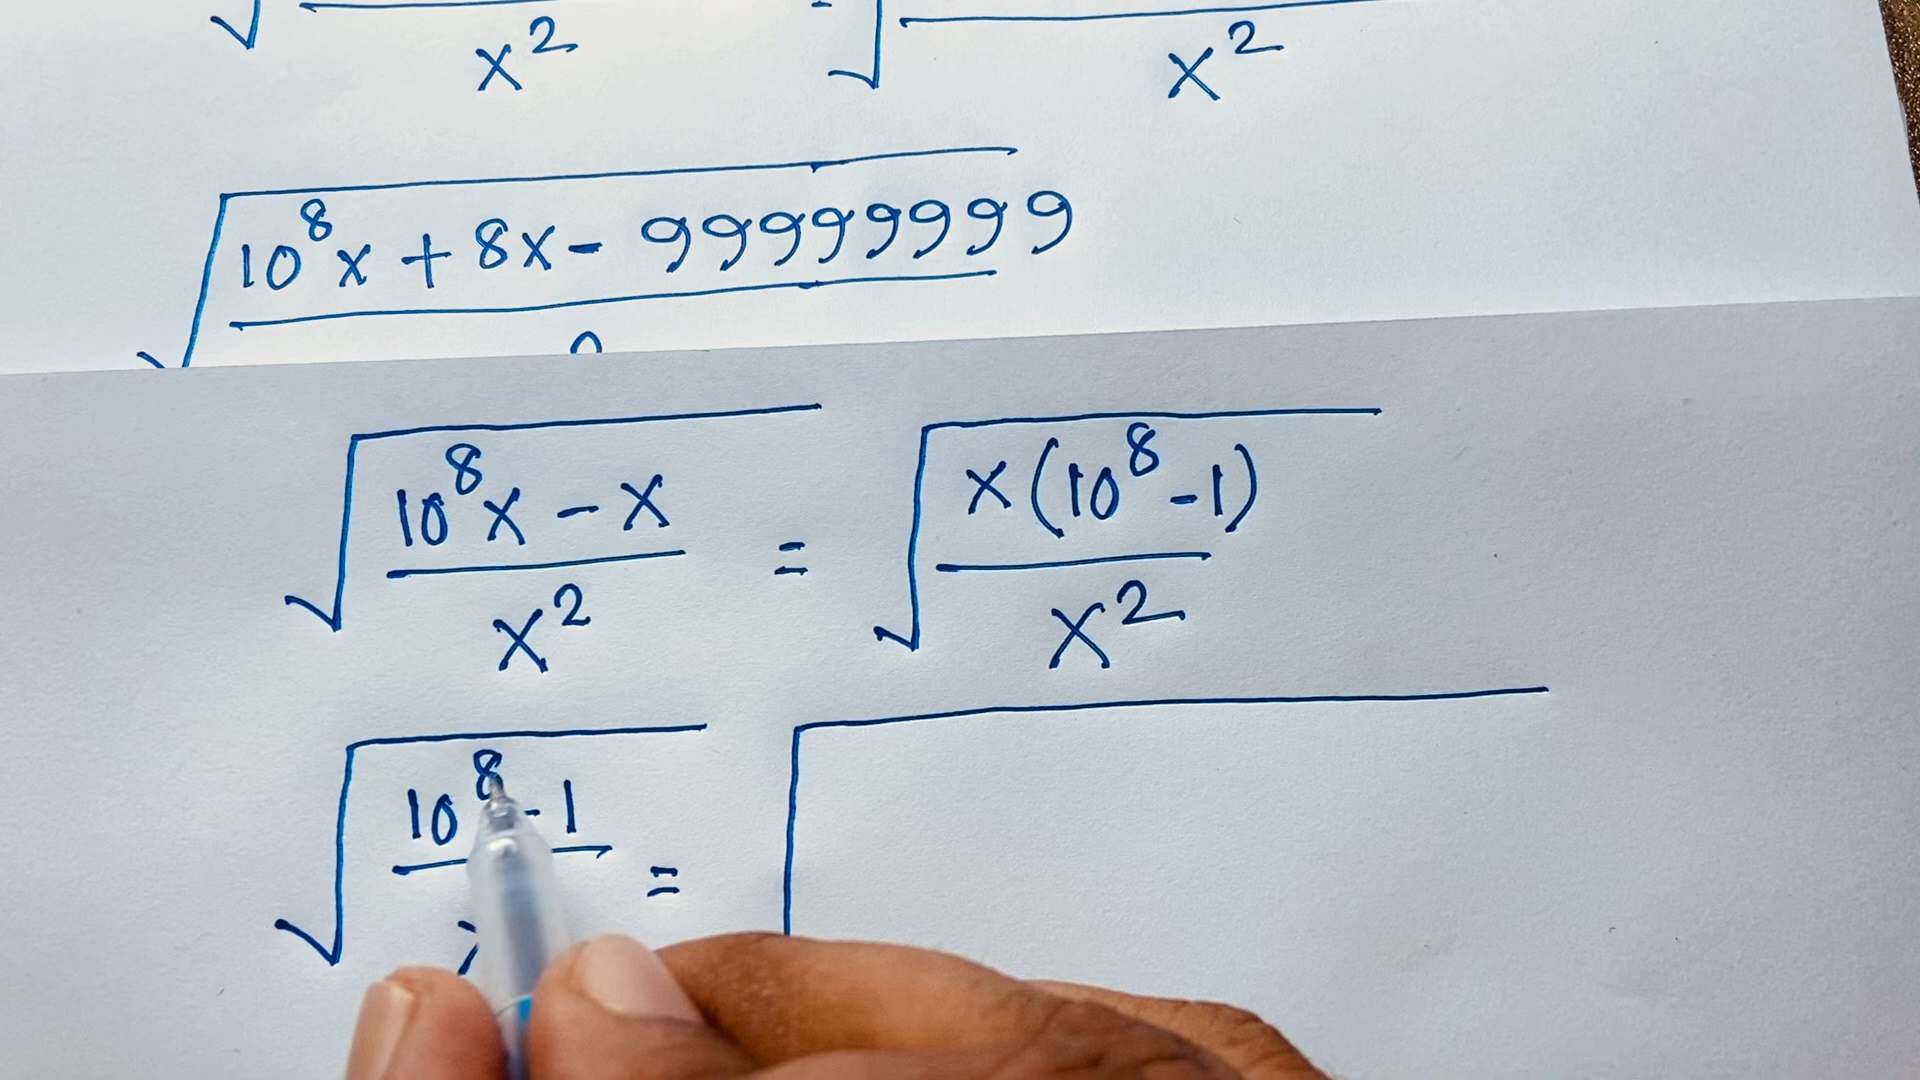 x² x²
√10⁸x + 8x - 99999999
√10⁸x - x / x² = √x(10⁸ - 1) / x²
√10⁸ - 1 / =